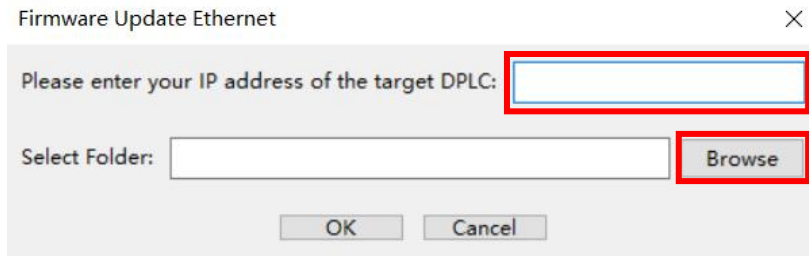 Firmware Update Ethernet
Please enter your IP address of the target DPLC:
Select Folder: Browse
OK Cancel